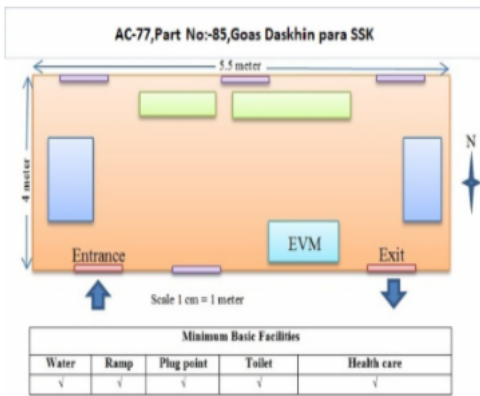 AC-77,Part No:-85,Goas Daskhin para SSK
5.5 meter
4 meter
N
EVM
Entrance
Exit
Scale 1 cm = 1 meter
Minimum Basic Facilities
Water Ramp Plug point Toilet Health care
√ √ √ √ √